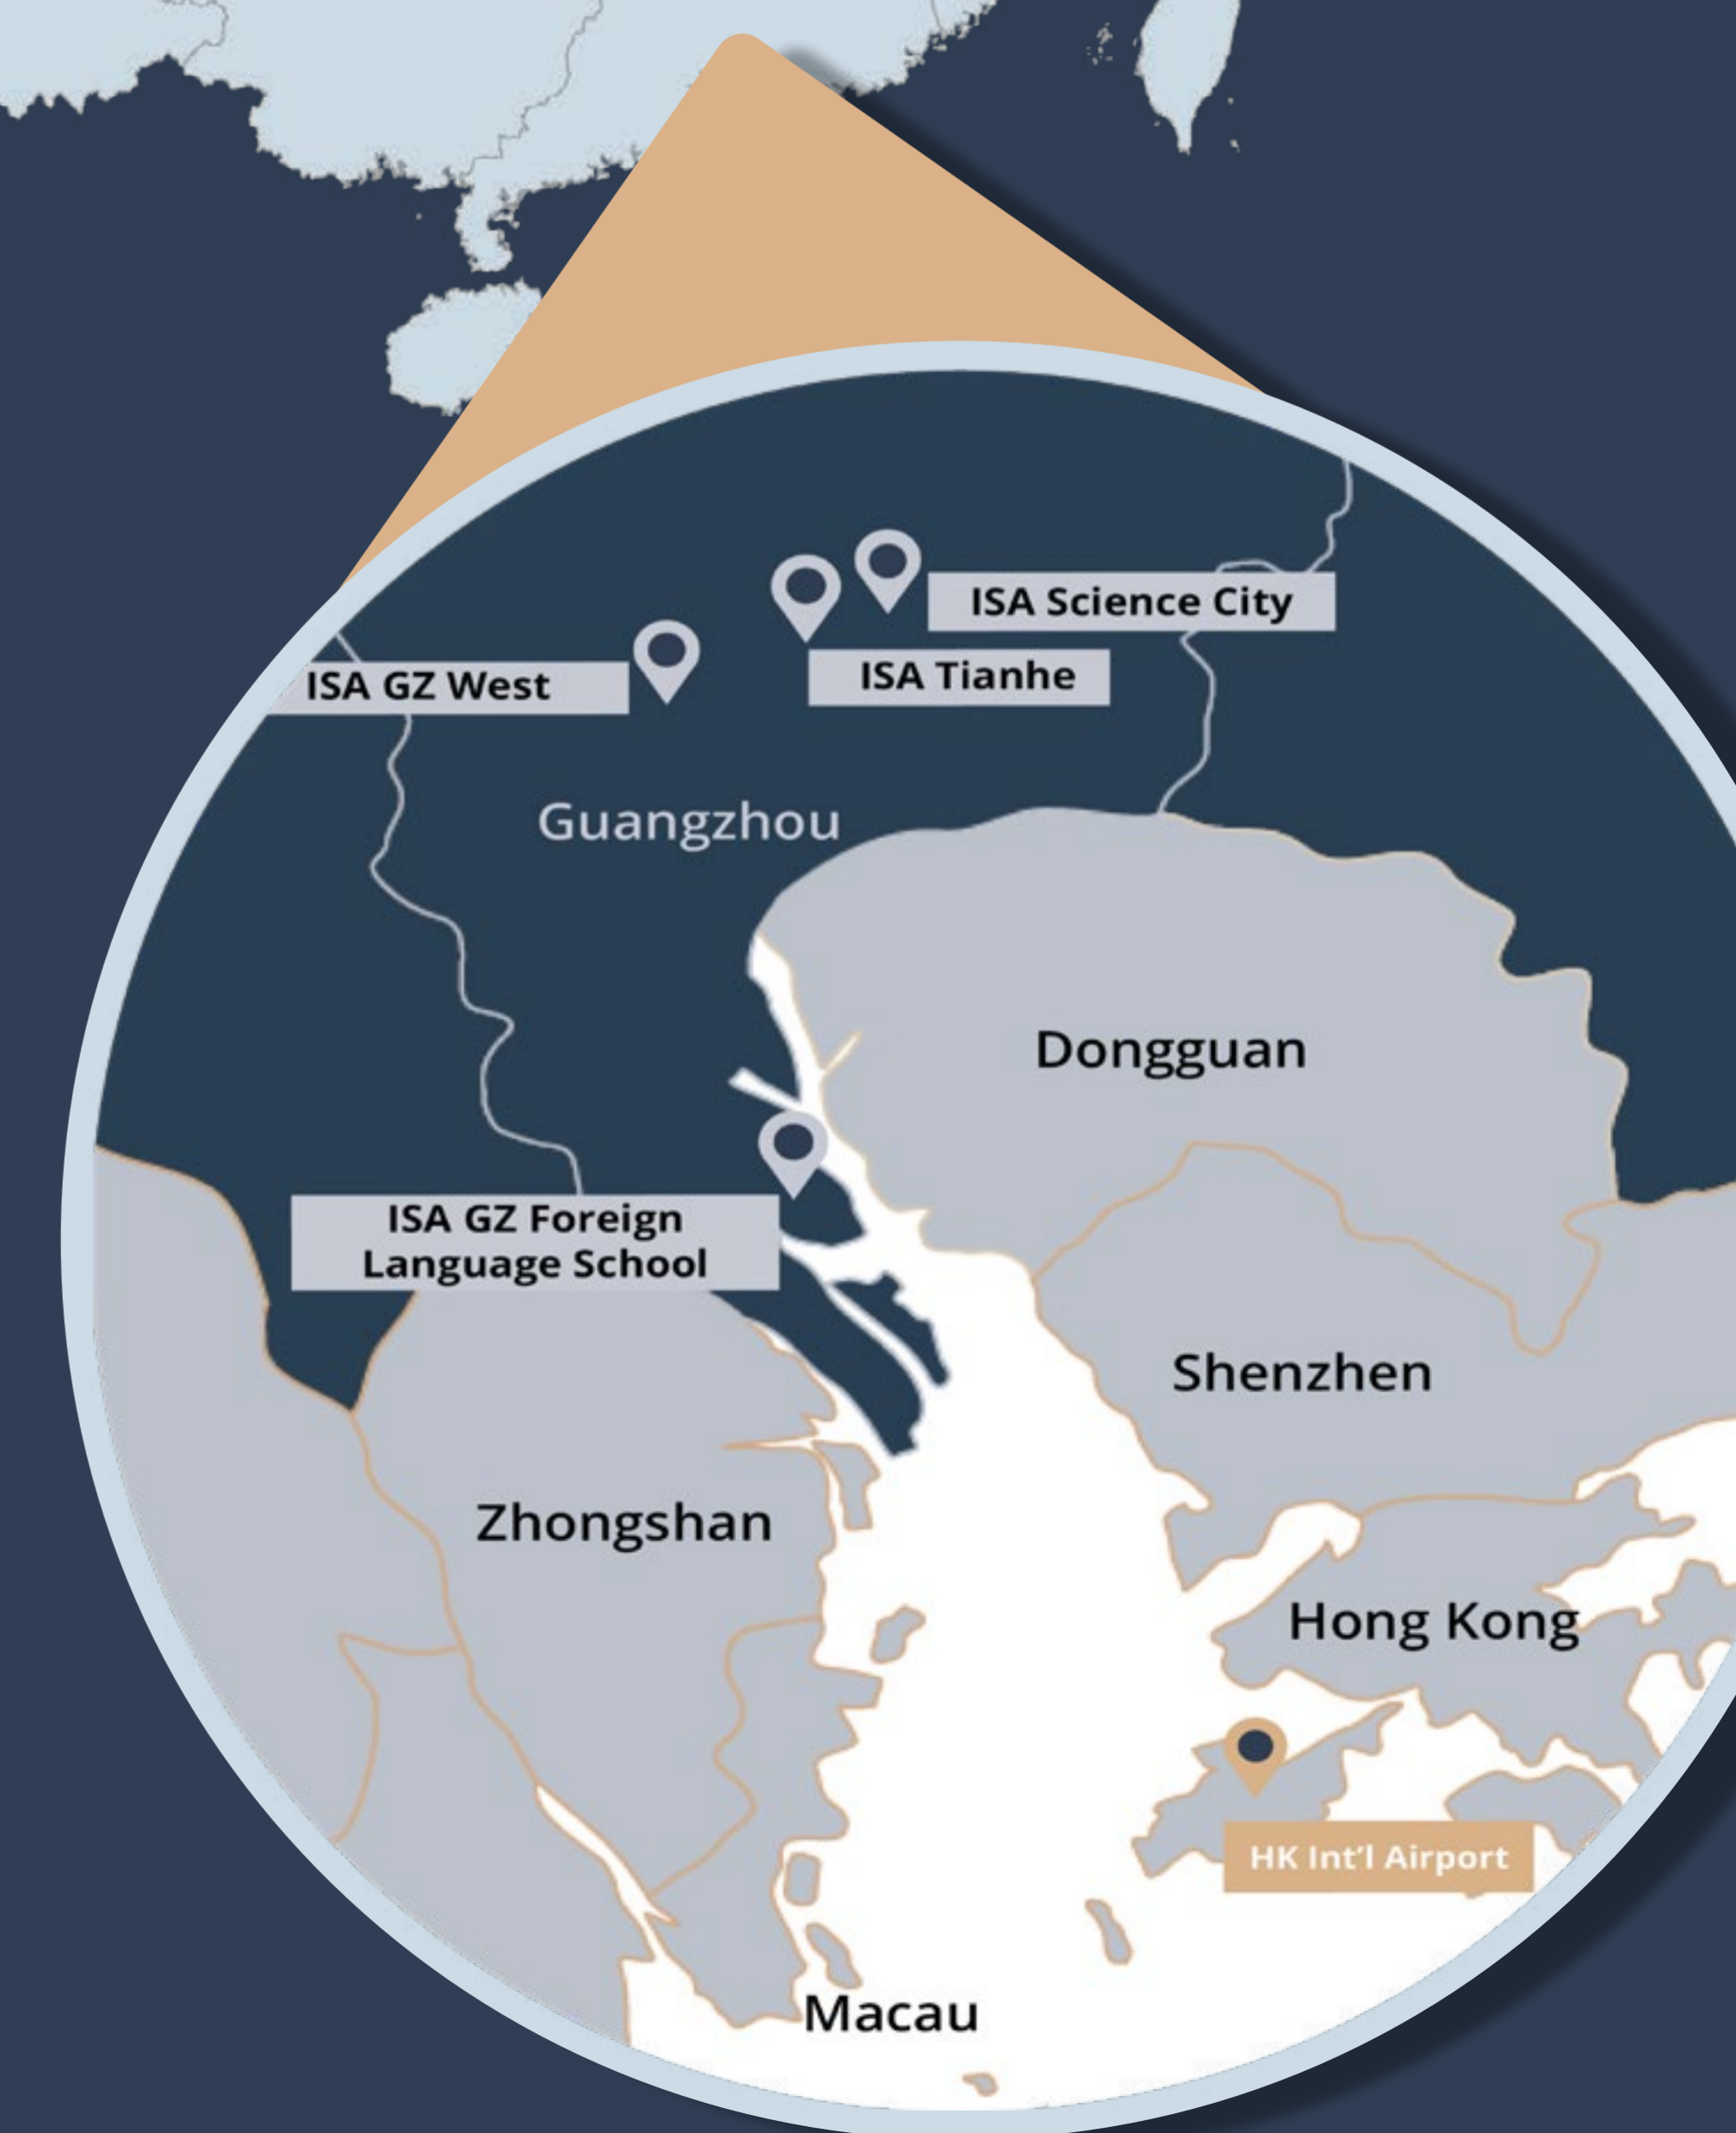 ISA Science City
ISA Tianhe
ISA GZ West
Guangzhou
Dongguan
ISA GZ Foreign
Language School
Shenzhen
Zhongshan
Hong Kong
HK Int'l Airport
Macau